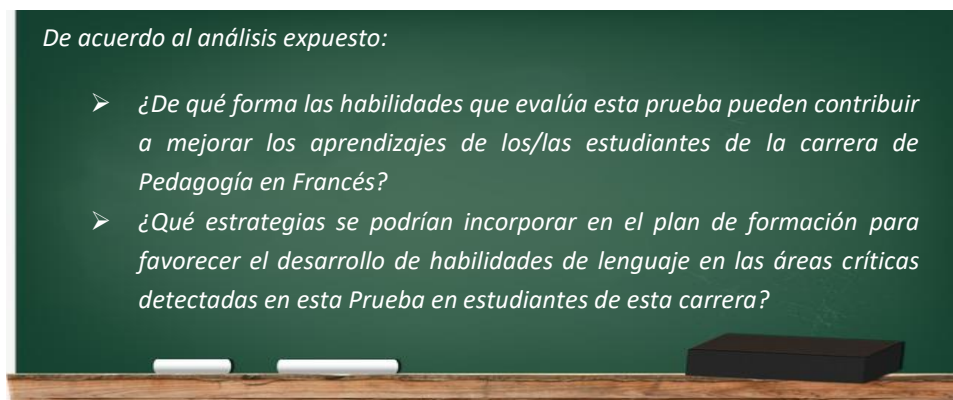 De acuerdo al análisis expuesto:
➢ ¿De qué forma las habilidades que evalúa esta prueba pueden contribuir
a mejorar los aprendizajes de los/las estudiantes de la carrera de
Pedagogía en Francés?
➢ ¿Qué estrategias se podrían incorporar en el plan de formación para
favorecer el desarrollo de habilidades de lenguaje en las áreas críticas
detectadas en esta Prueba en estudiantes de esta carrera?